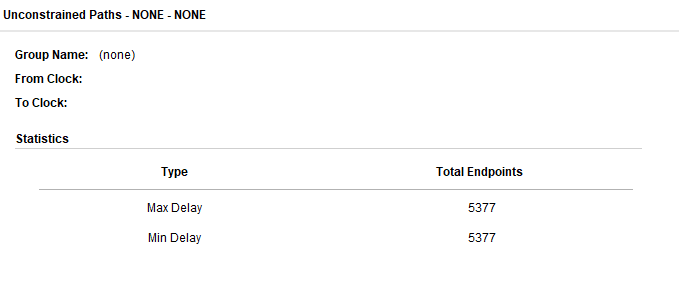 Unconstrained Paths - NONE - NONE
Group Name: (none)
From Clock:
To Clock:
Statistics
Type Total Endpoints
Max Delay 5377
Min Delay 5377